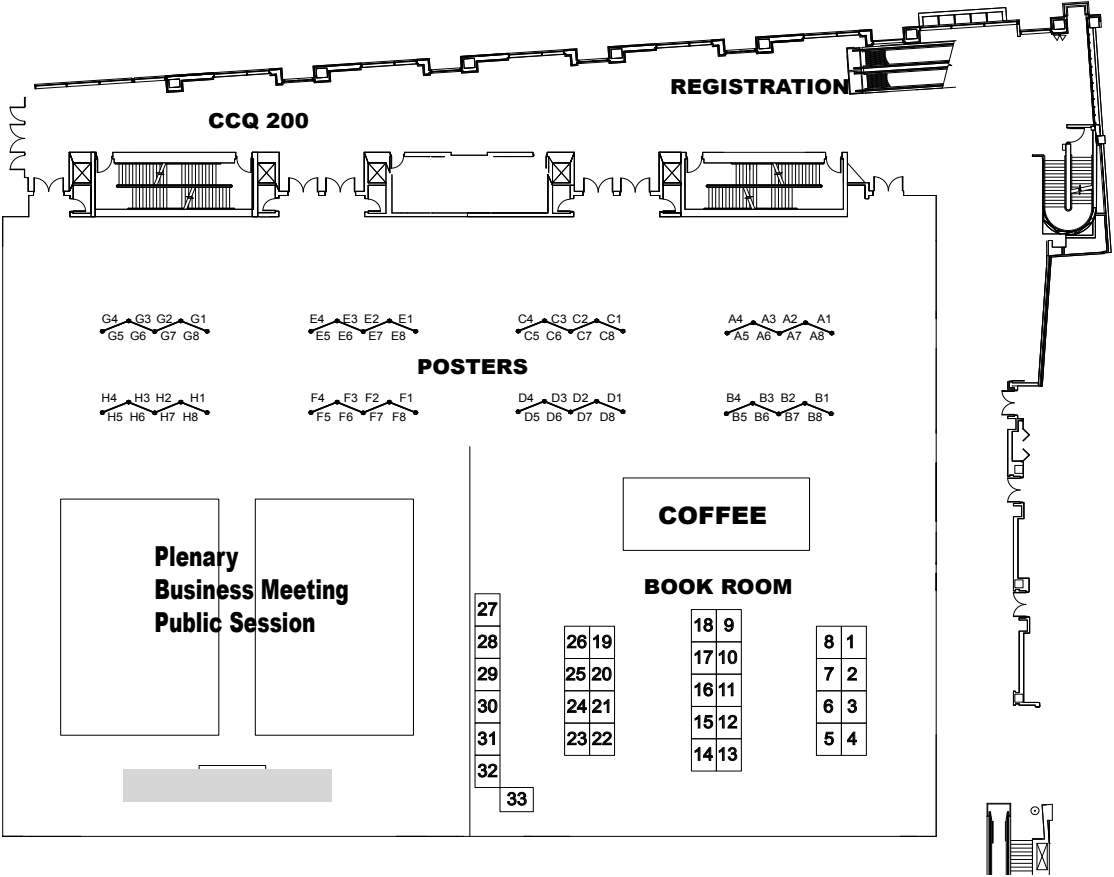 REGISTRATION
CCQ 200
G4 G3 G2 G1
G5 G6 G7 G8
E4 E3 E2 E1
E5 E6 E7 E8
C4 C3 C2 C1
C5 C6 C7 C8
A4 A3 A2 A1
A5 A6 A7 A8
POSTERS
H4 H3 H2 H1
H5 H6 H7 H8
F4 F3 F2 F1
F5 F6 F7 F8
D4 D3 D2 D1
D5 D6 D7 D8
B4 B3 B2 B1
B5 B6 B7 B8
COFFEE
Plenary
Business Meeting
Public Session
BOOK ROOM
27
28
29
30
31
32
33
26 19
25 20
24 21
23 22
18 9
17 10
16 11
15 12
14 13
8 1
7 2
6 3
5 4